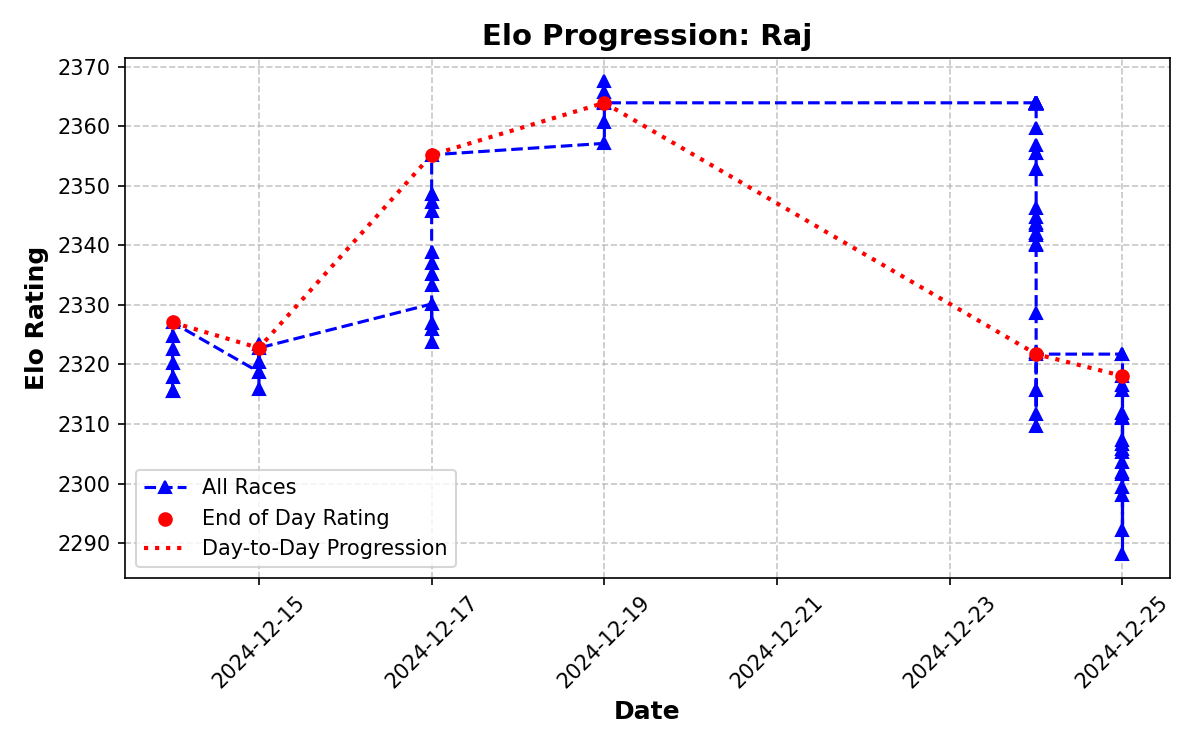 Elo Progression: Raj
Elo Rating
2370
2360
2350
2340
2330
2320
2310
2300
2290
All Races
End of Day Rating
Day-to-Day Progression
2024-12-15
2024-12-17
2024-12-19
2024-12-21
2024-12-23
2024-12-25
Date